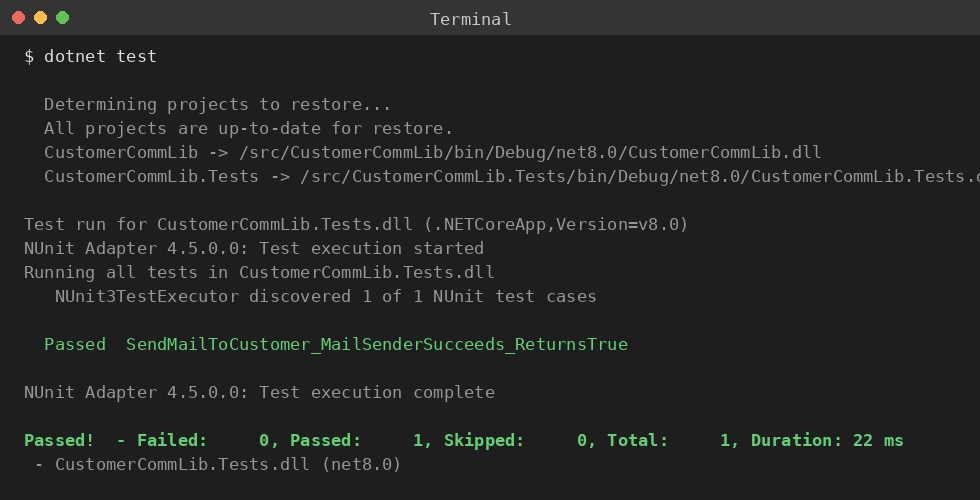 Terminal
$ dotnet test
Determining projects to restore...
All projects are up-to-date for restore.
CustomerCommLib -> /src/CustomerCommLib/bin/Debug/net8.0/CustomerCommLib.dll
CustomerCommLib.Tests -> /src/CustomerCommLib.Tests/bin/Debug/net8.0/CustomerCommLib.Tests.d
Test run for CustomerCommLib.Tests.dll (.NETCoreApp,Version=v8.0)
NUnit Adapter 4.5.0.0: Test execution started
Running all tests in CustomerCommLib.Tests.dll
NUnit3TestExecutor discovered 1 of 1 NUnit test cases
Passed  SendMailToCustomer_MailSenderSucceeds_ReturnsTrue
NUnit Adapter 4.5.0.0: Test execution complete
Passed!  - Failed:     0, Passed:     1, Skipped:     0, Total:     1, Duration: 22 ms
- CustomerCommLib.Tests.dll (net8.0)